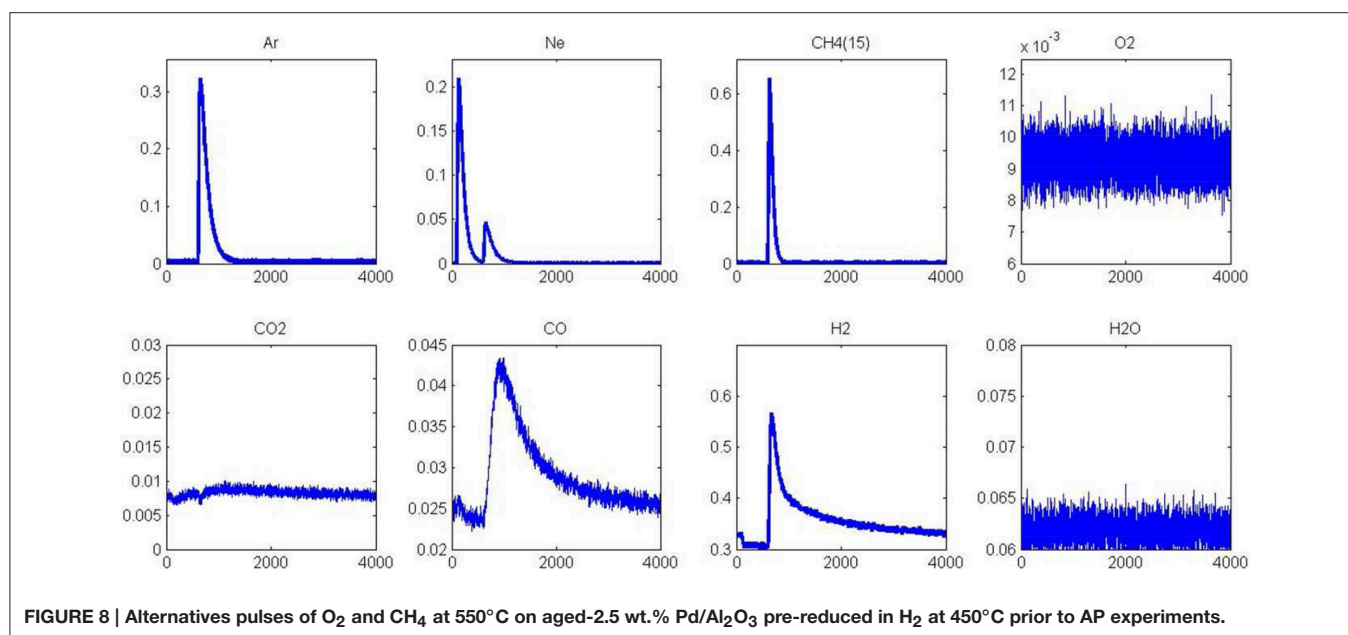 Ar
0.3
0.2
0.1
0
0 2000 4000
Ne
0.2
0.15
0.1
0.05
0
0 2000 4000
CH4(15)
0.6
0.4
0.2
0
0 2000 4000
O2
x 10⁻³
12
11
10
9
8
7
6
0 2000 4000
CO2
0.03
0.025
0.02
0.015
0.01
0.005
0
0 2000 4000
CO
0.045
0.04
0.035
0.03
0.025
0.02
0 2000 4000
H2
0.6
0.5
0.4
0.3
0 2000 4000
H2O
0.08
0.075
0.07
0.065
0.06
0 2000 4000
FIGURE 8 | Alternatives pulses of O₂ and CH₄ at 550°C on aged-2.5 wt.% Pd/Al₂O₃ pre-reduced in H₂ at 450°C prior to AP experiments.